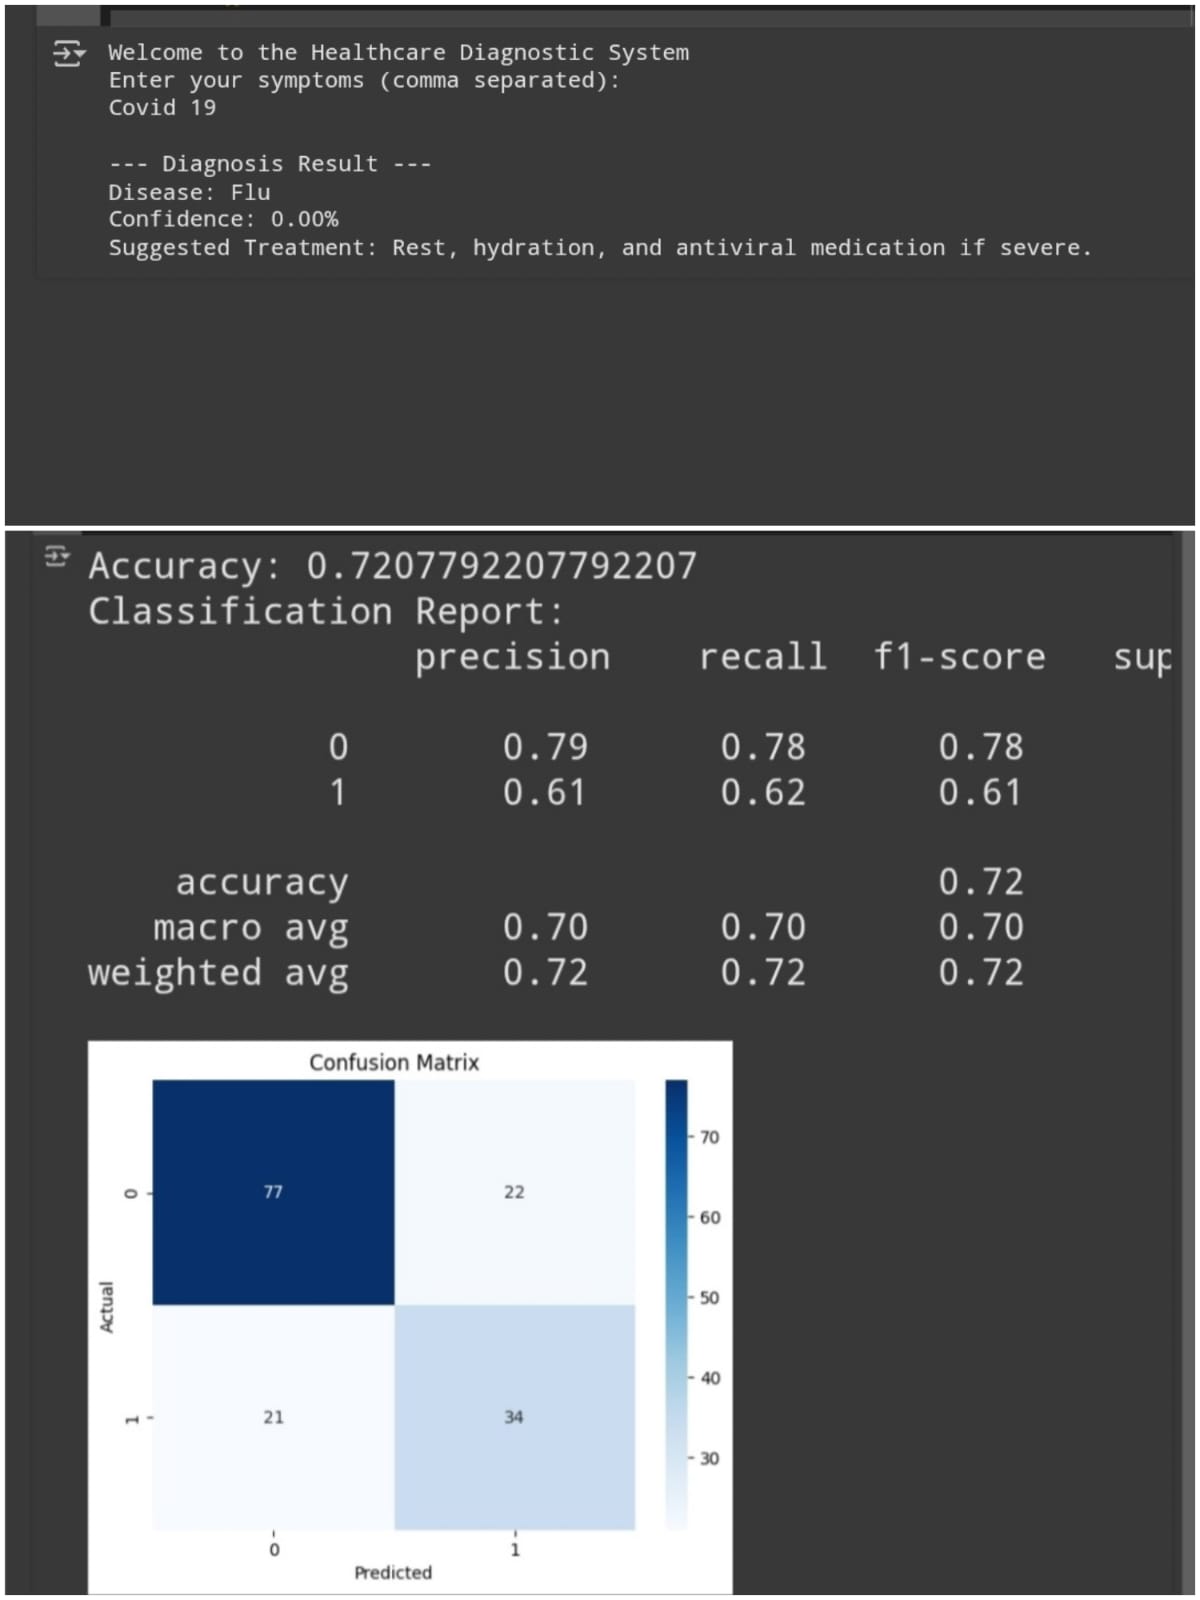 Welcome to the Healthcare Diagnostic System
Enter your symptoms (comma separated):
Covid 19
--- Diagnosis Result ---
Disease: Flu
Confidence: 0.00%
Suggested Treatment: Rest, hydration, and antiviral medication if severe.
Accuracy: 0.7207792207792207
Classification Report:
precision recall f1-score sup
0 0.79 0.78 0.78
1 0.61 0.62 0.61
accuracy 0.72
macro avg 0.70 0.70 0.70
weighted avg 0.72 0.72 0.72
Confusion Matrix
70
0 77 22
60
50
Actual
40
1 21 34
30
0 1
Predicted